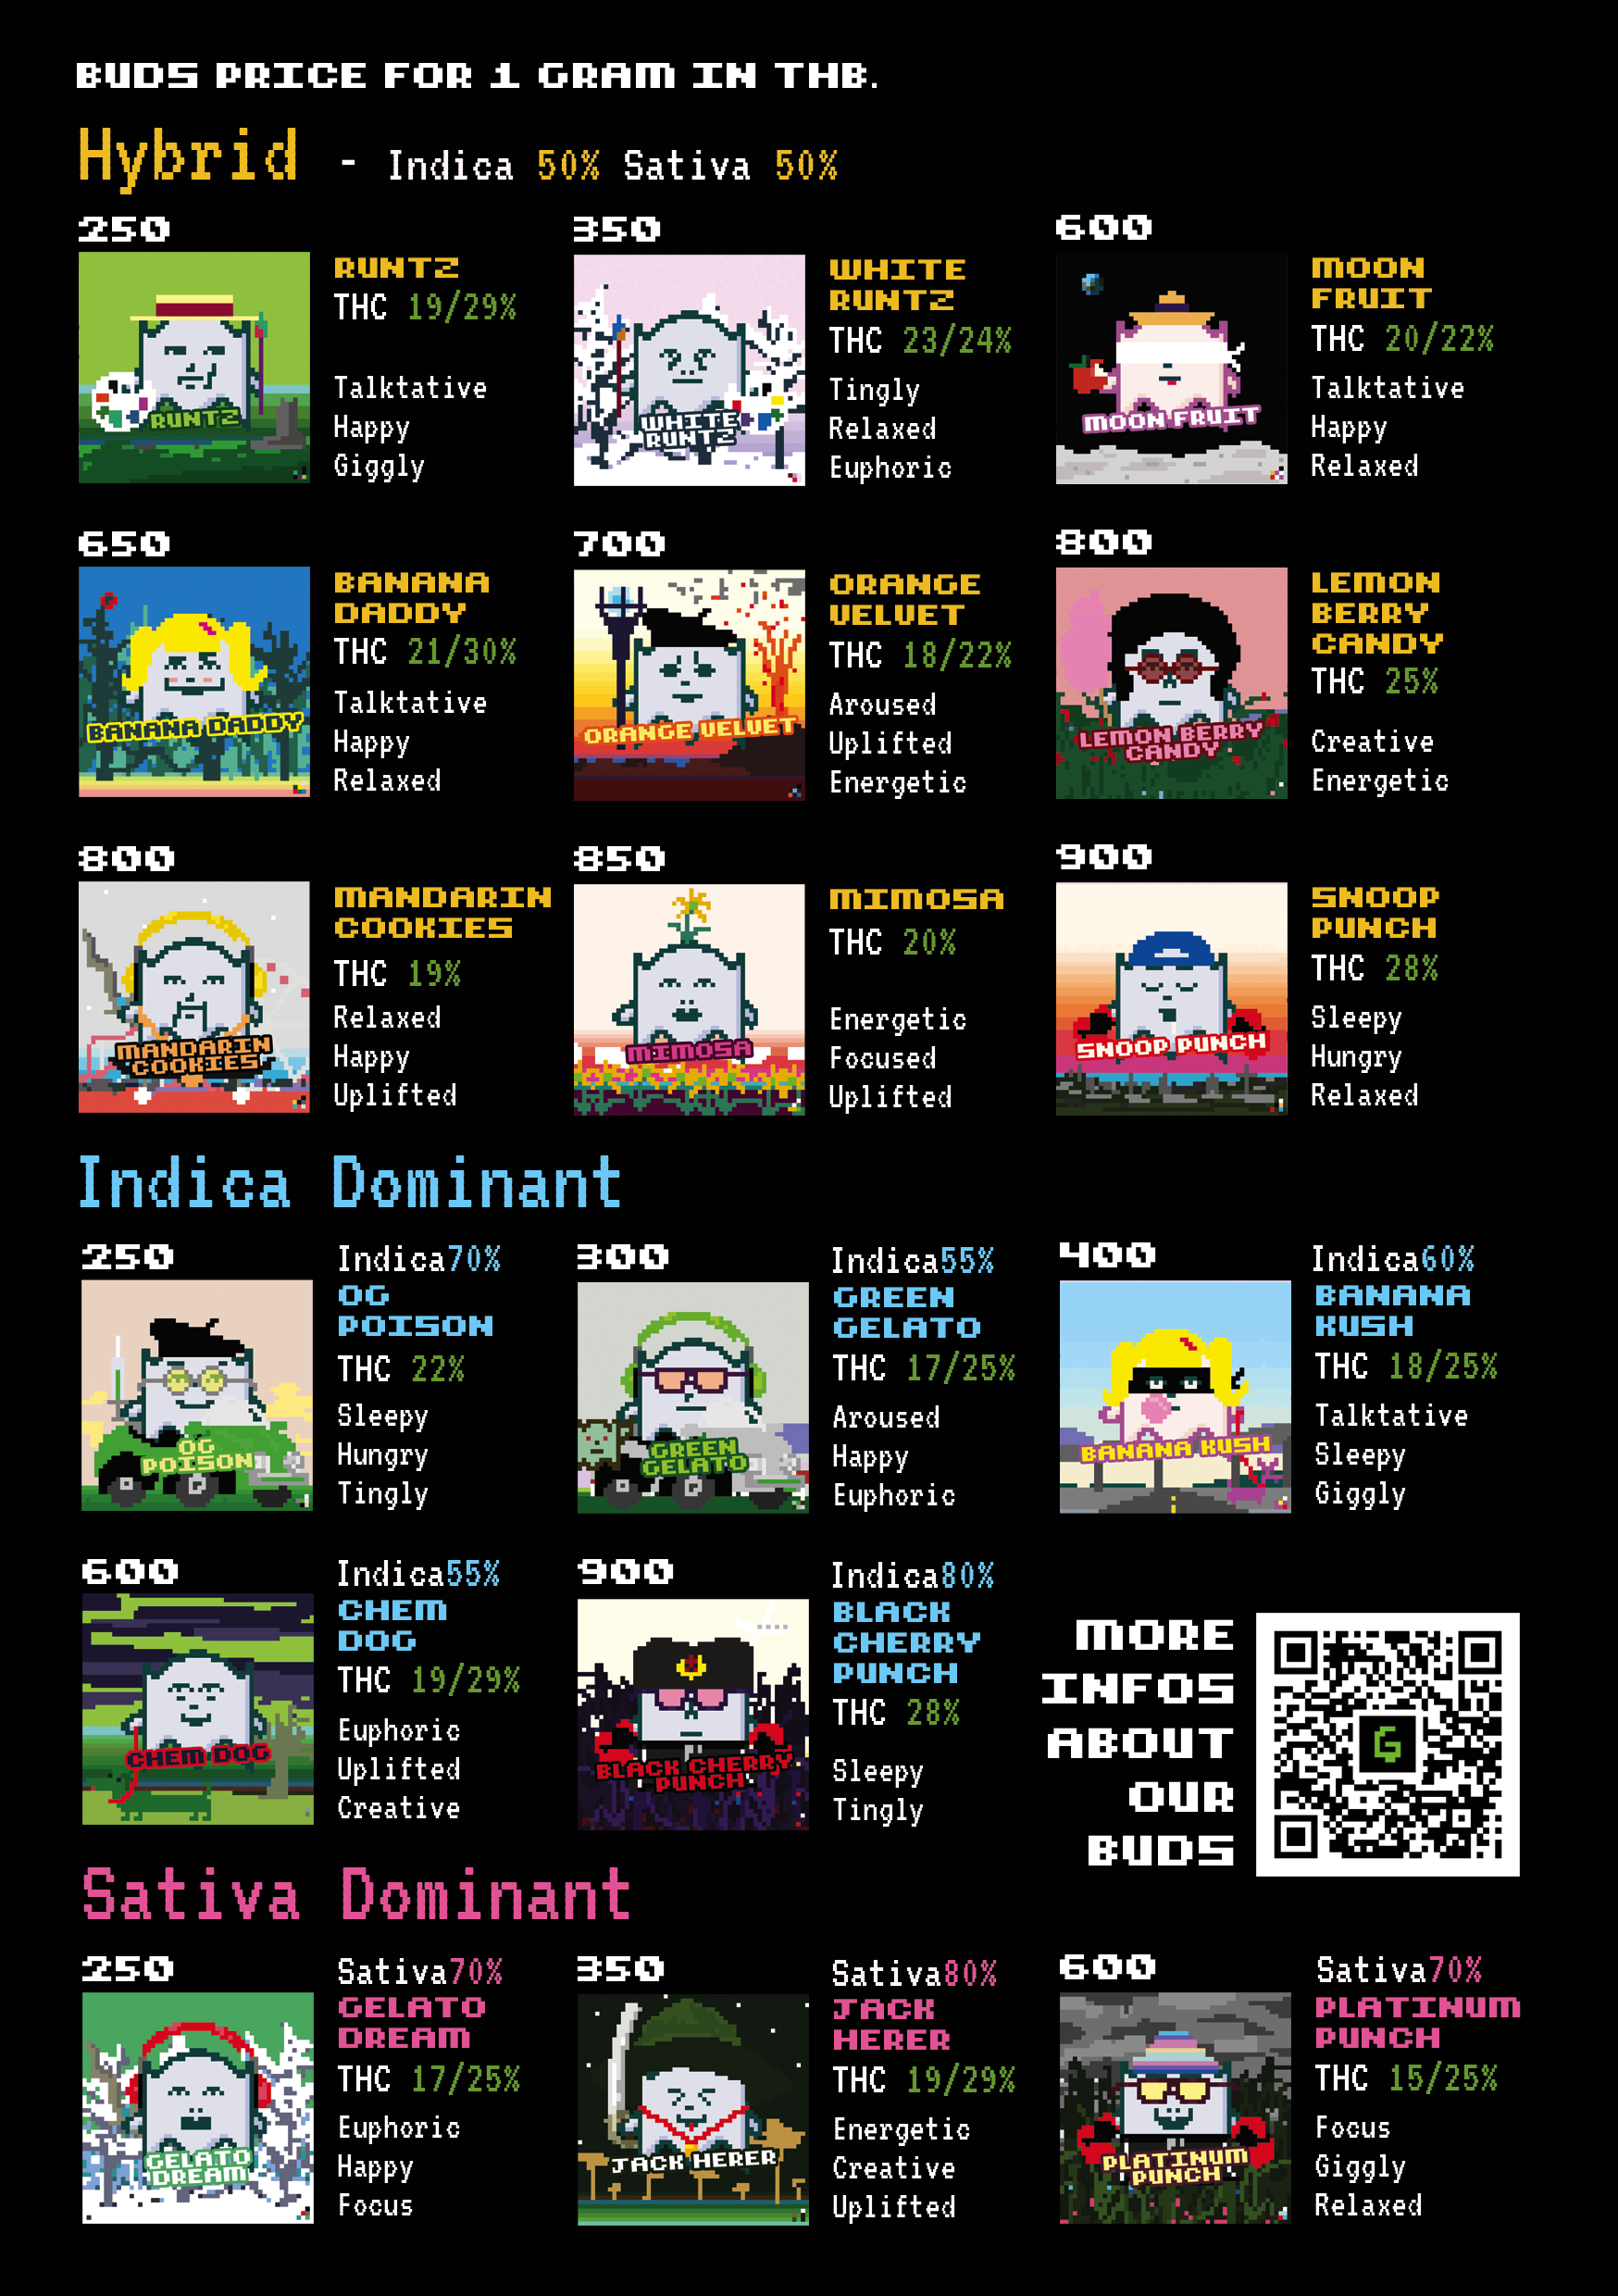 BUDS PRICE FOR 1 GRAM IN THB.
Hybrid - Indica 50% Sativa 50%
250
RUNTZ
THC 19/29%
Talktative
Happy
Giggly
RUNTZ
350
WHITE
RUNTZ
THC 23/24%
Tingly
Relaxed
Euphoric
WHITE
RUNTZ
600
MOON
FRUIT
THC 20/22%
Talktative
Happy
Relaxed
MOON FRUIT
650
BANANA
DADDY
THC 21/30%
Talktative
Happy
Relaxed
BANANA DADDY
700
ORANGE
VELVET
THC 18/22%
Aroused
Uplifted
Energetic
ORANGE VELVET
800
LEMON
BERRY
CANDY
THC 25%
Creative
Energetic
LEMON BERRY
CANDY
800
MANDARIN
COOKIES
THC 19%
Relaxed
Happy
Uplifted
MANDARIN
COOKIES
850
MIMOSA
THC 20%
Energetic
Focused
Uplifted
MIMOSA
900
SNOOP
PUNCH
THC 28%
Sleepy
Hungry
Relaxed
SNOOP PUNCH
Indica Dominant
250
Indica70%
OG
POISON
THC 22%
Sleepy
Hungry
Tingly
OG
POISON
300
Indica55%
GREEN
GELATO
THC 17/25%
Aroused
Happy
Euphoric
GREEN
GELATO
400
Indica60%
BANANA
KUSH
THC 18/25%
Talktative
Sleepy
Giggly
BANANA KUSH
600
Indica55%
CHEM
DOG
THC 19/29%
Euphoric
Uplifted
Creative
CHEM DOG
900
Indica80%
BLACK
CHERRY
PUNCH
THC 28%
Sleepy
Tingly
BLACK CHERRY
PUNCH
MORE
INFOS
ABOUT
OUR
BUDS
G
Sativa Dominant
250
Sativa70%
GELATO
DREAM
THC 17/25%
Euphoric
Happy
Focus
GELATO
DREAM
350
Sativa80%
JACK
HERER
THC 19/29%
Energetic
Creative
Uplifted
JACK HERER
600
Sativa70%
PLATINUM
PUNCH
THC 15/25%
Focus
Giggly
Relaxed
PLATINUM
PUNCH